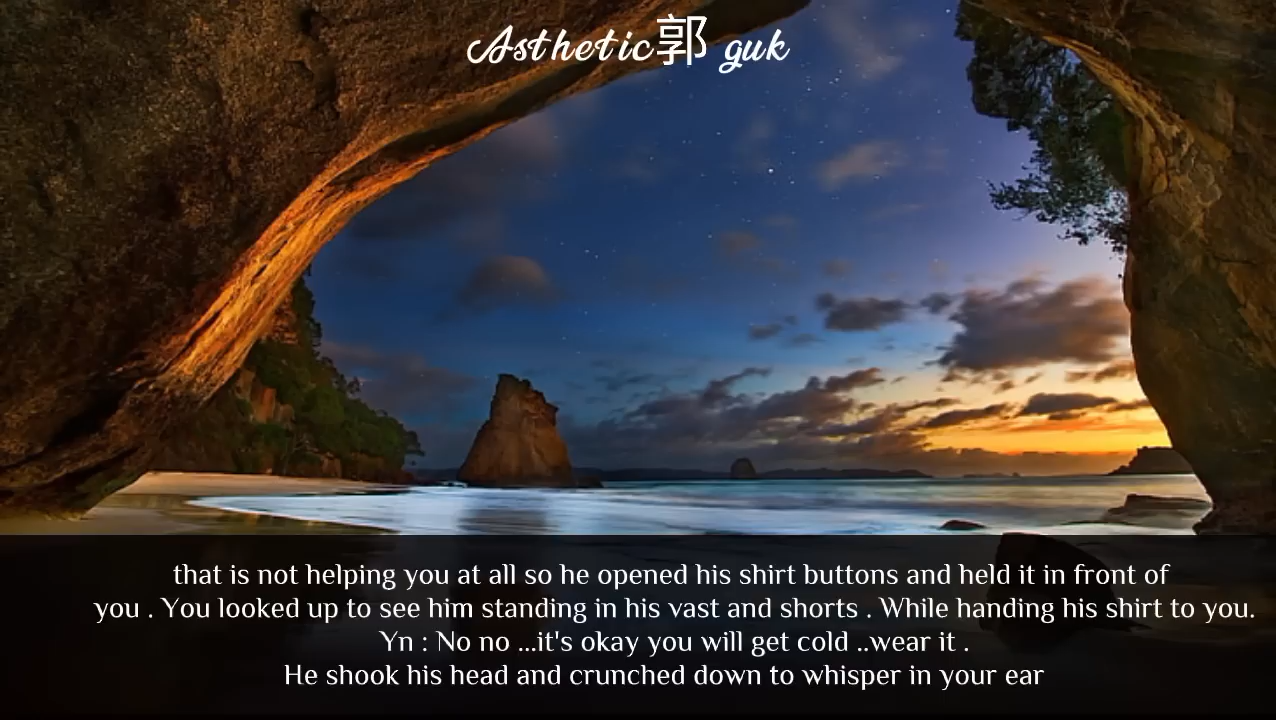 Asthetic郭 guk
that is not helping you at all so he opened his shirt buttons and held it in front of
you . You looked up to see him standing in his vast and shorts . While handing his shirt to you.
Yn : No no ...it's okay you will get cold ..wear it .
He shook his head and crunched down to whisper in your ear